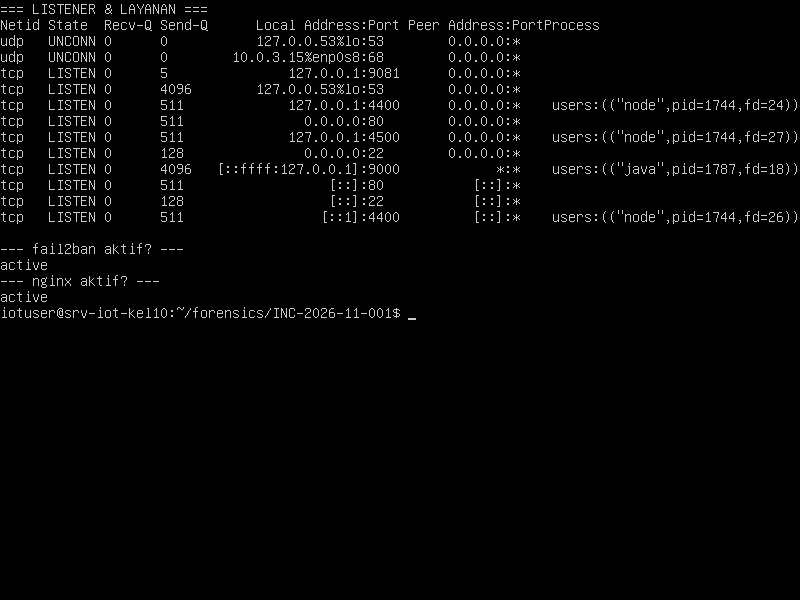 === LISTENER & LAYANAN ===
Netid State  Recv-Q Send-Q      Local Address:Port Peer Address:PortProcess
udp   UNCONN 0      0           127.0.0.53%lo:53        0.0.0.0:*
udp   UNCONN 0      0        10.0.3.15%enp0s8:68        0.0.0.0:*
tcp   LISTEN 0      5               127.0.0.1:9081      0.0.0.0:*
tcp   LISTEN 0      4096        127.0.0.53%lo:53        0.0.0.0:*
tcp   LISTEN 0      511             127.0.0.1:4400      0.0.0.0:*    users:(("node",pid=1744,fd=24))
tcp   LISTEN 0      511               0.0.0.0:80        0.0.0.0:*
tcp   LISTEN 0      511             127.0.0.1:4500      0.0.0.0:*    users:(("node",pid=1744,fd=27))
tcp   LISTEN 0      128               0.0.0.0:22        0.0.0.0:*
tcp   LISTEN 0      4096   [::ffff:127.0.0.1]:9000            *:*    users:(("java",pid=1787,fd=18))
tcp   LISTEN 0      511                  [::]:80           [::]:*
tcp   LISTEN 0      128                  [::]:22           [::]:*
tcp   LISTEN 0      511                 [::1]:4400         [::]:*    users:(("node",pid=1744,fd=26))
--- fail2ban aktif? ---
active
--- nginx aktif? ---
active
iotuser@srv-iot-kel10:~/forensics/INC-2026-11-001$ _